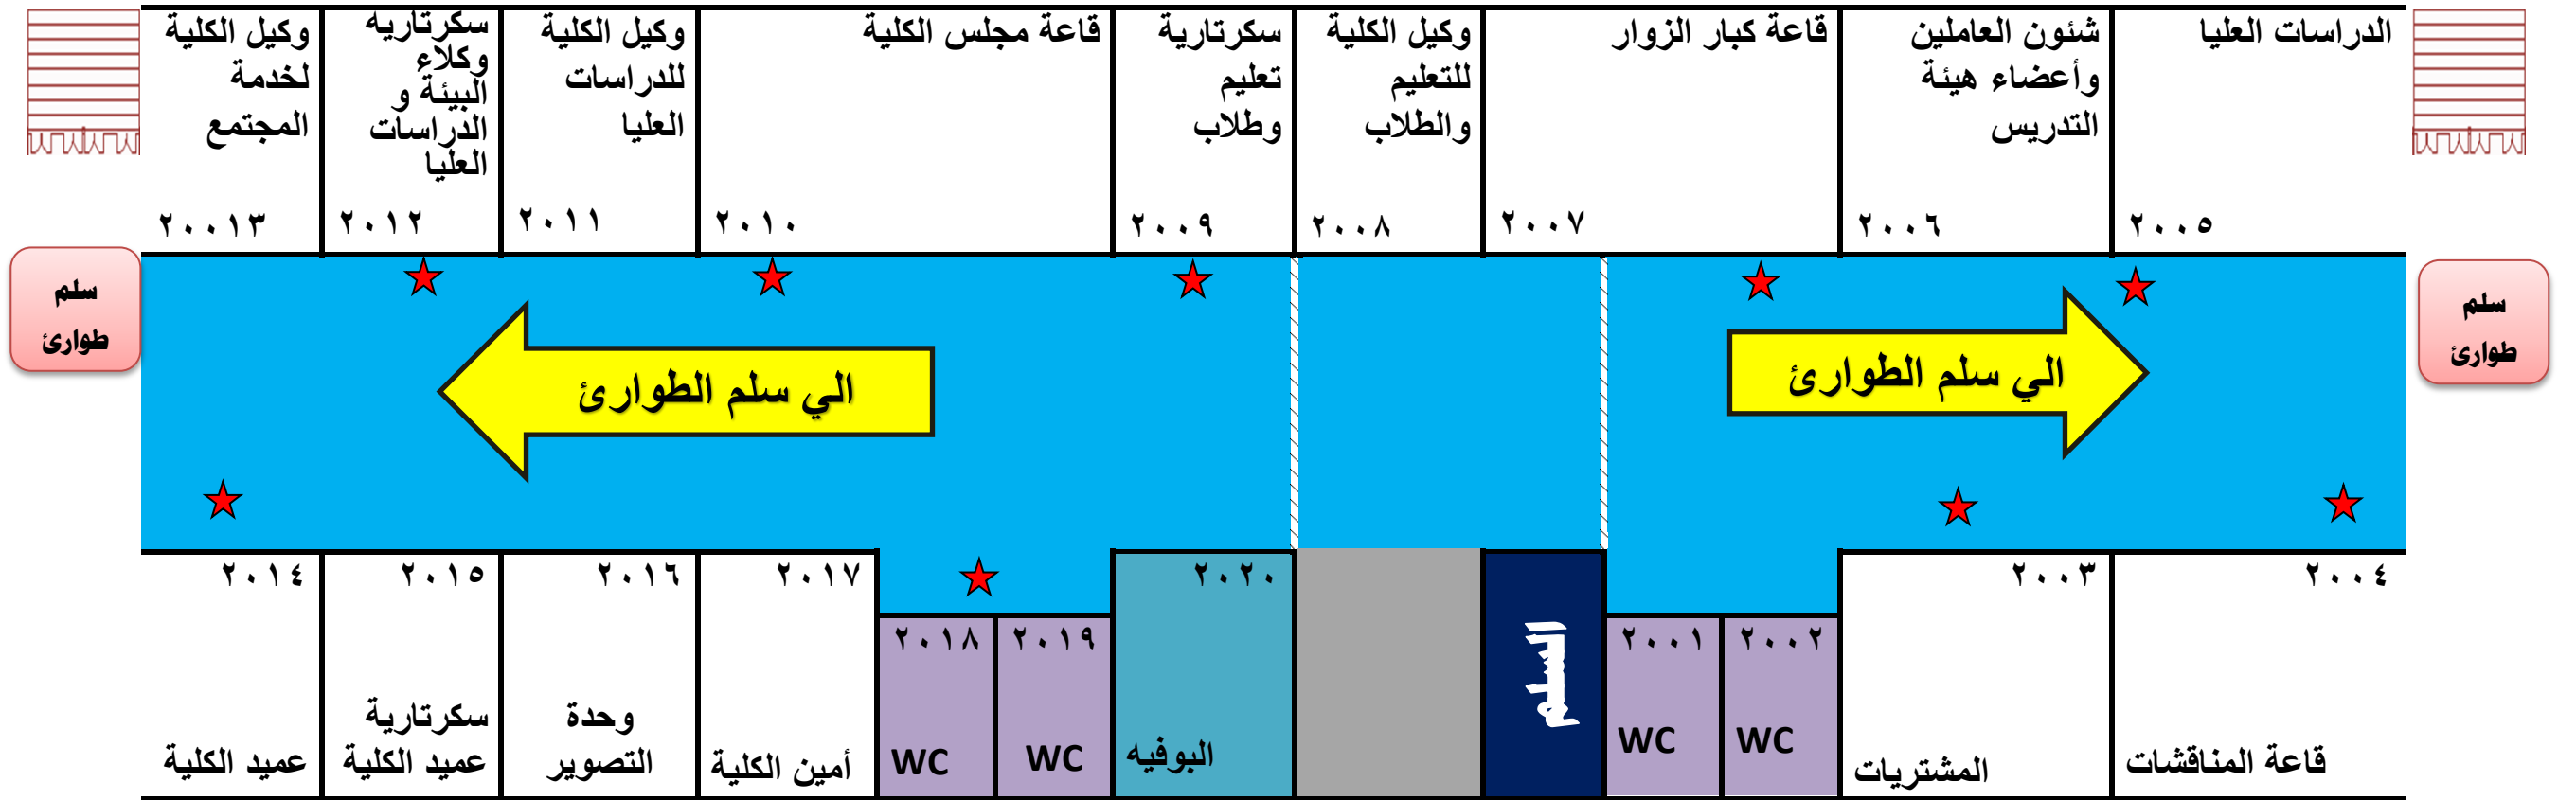 الدراسات العليا
٢٠٠٥
شئون العاملين
وأعضاء هيئة
التدريس
٢٠٠٦
قاعة كبار الزوار
٢٠٠٧
وكيل الكلية
للتعليم
والطلاب
٢٠٠٨
سكرتارية
تعليم
وطلاب
٢٠٠٩
قاعة مجلس الكلية
٢٠١٠
وكيل الكلية
للدراسات
العليا
٢٠١١
سكرتاريه
وكلاء
البيئة و
الدراسات
العليا
٢٠١٢
وكيل الكلية
لخدمة
المجتمع
٢٠٠١٣
سلم
طوارئ
الي سلم الطوارئ
الي سلم الطوارئ
سلم
طوارئ
٢٠٠٤
قاعة المناقشات
٢٠٠٣
المشتريات
٢٠٠٢
WC
٢٠٠١
WC
السلم
٢٠٢٠
البوفيه
٢٠١٩
WC
٢٠١٨
WC
٢٠١٧
أمين الكلية
٢٠١٦
وحدة
التصوير
٢٠١٥
سكرتارية
عميد الكلية
٢٠١٤
عميد الكلية